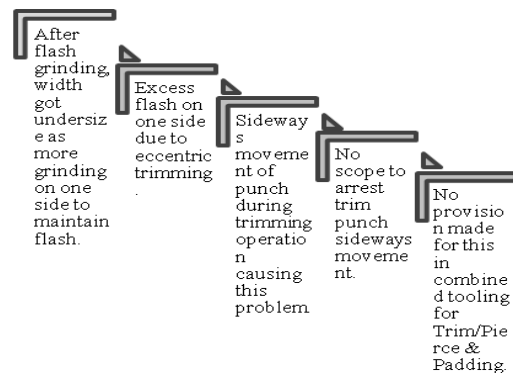 After
flash
grinding,
width
got
undersiz
e as
more
grinding
on one
side to
maintain
flash.
Excess
flash on
one side
due to
eccentric
trimming
.
Sideway
s
moveme
nt of
punch
during
trimming
operatio
n
causing
this
problem
No
scope to
arrest
trim
punch
sideways
moveme
nt.
No
provisio
n made
for this
in
combine
d tooling
for
Trim/Pie
rce &
Padding.